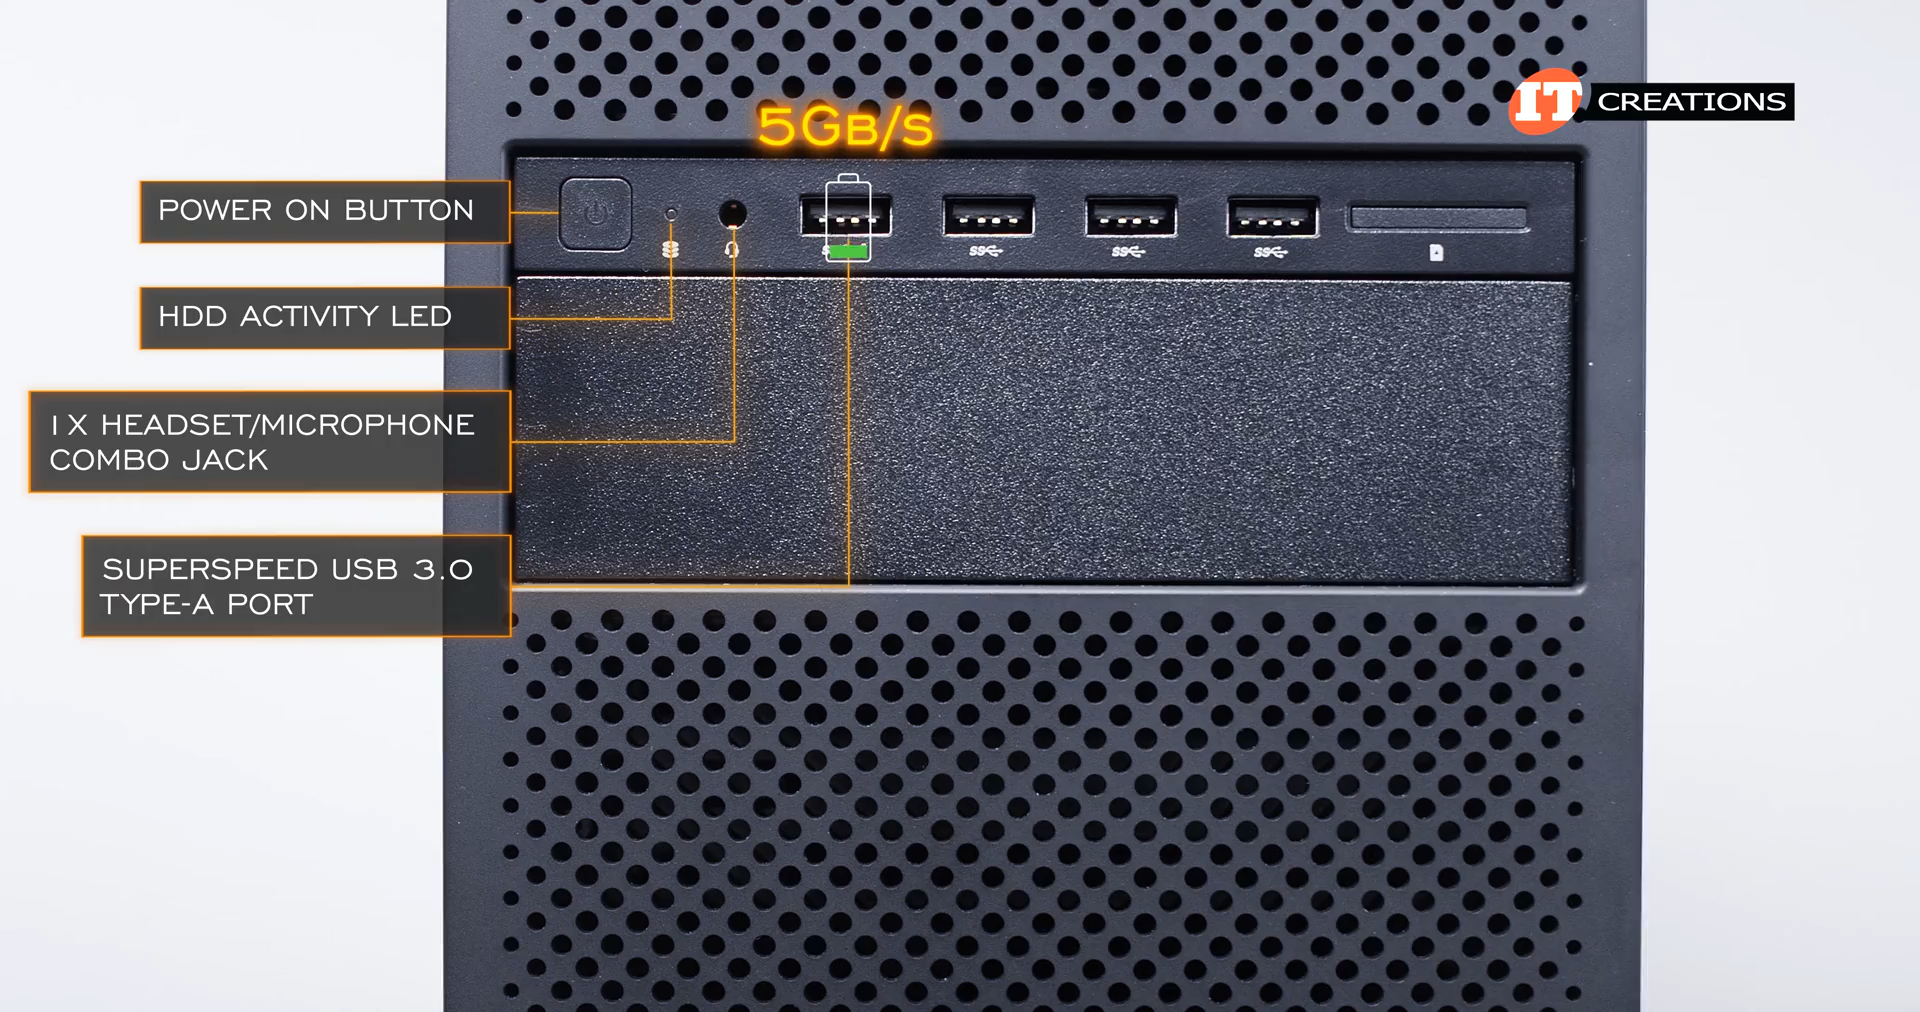 5GB/S
IT CREATIONS
POWER ON BUTTON
HDD ACTIVITY LED
1 X HEADSET/MICROPHONE
COMBO JACK
SUPERSPEED USB 3.0
TYPE-A PORT
SS
SS
SS